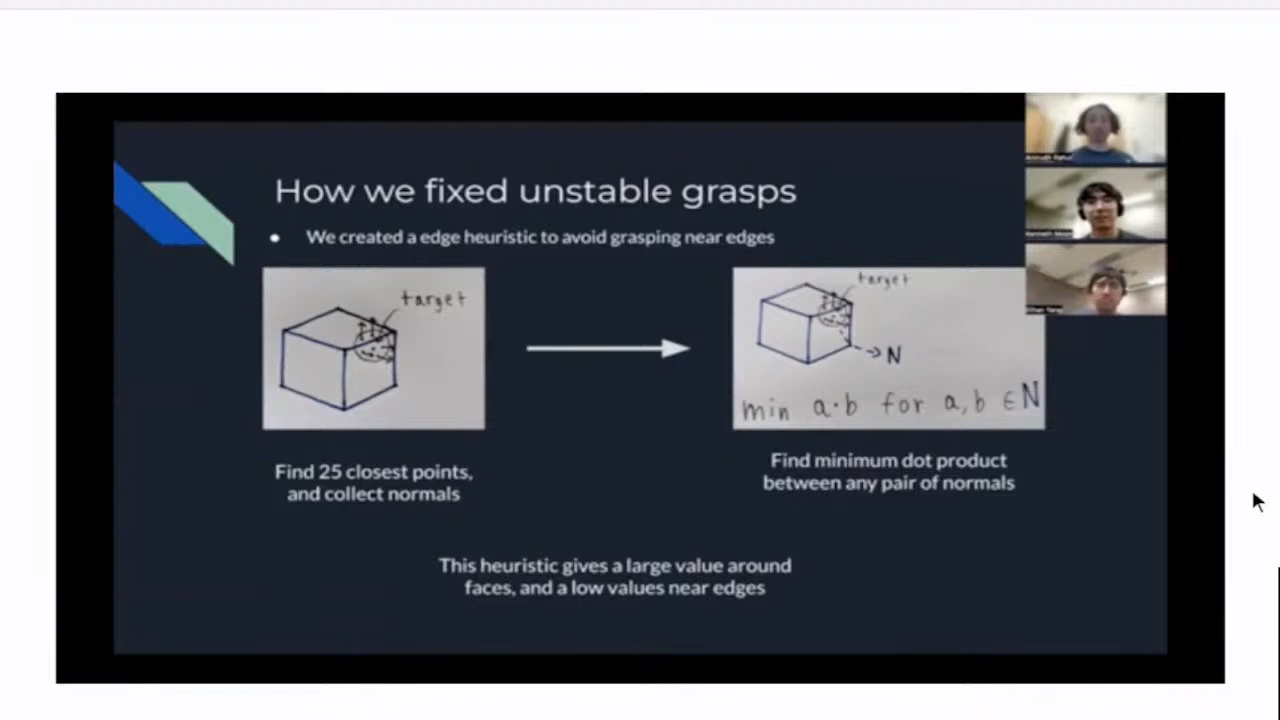 How we fixed unstable grasps
We created a edge heuristic to avoid grasping near edges
target
target
N
min a·b for a,b ∈ N
Find 25 closest points,
and collect normals
Find minimum dot product
between any pair of normals
This heuristic gives a large value around
faces, and a low values near edges